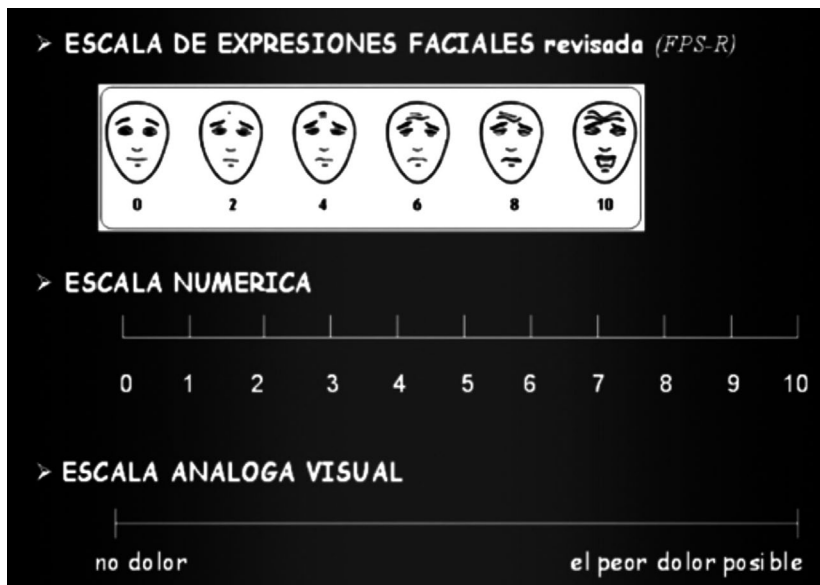 ESCALA DE EXPRESIONES FACIALES revisada (FPS-R)
0 2 4 6 8 10
ESCALA NUMERICA
0 1 2 3 4 5 6 7 8 9 10
ESCALA ANALOGA VISUAL
no dolor el peor dolor posible